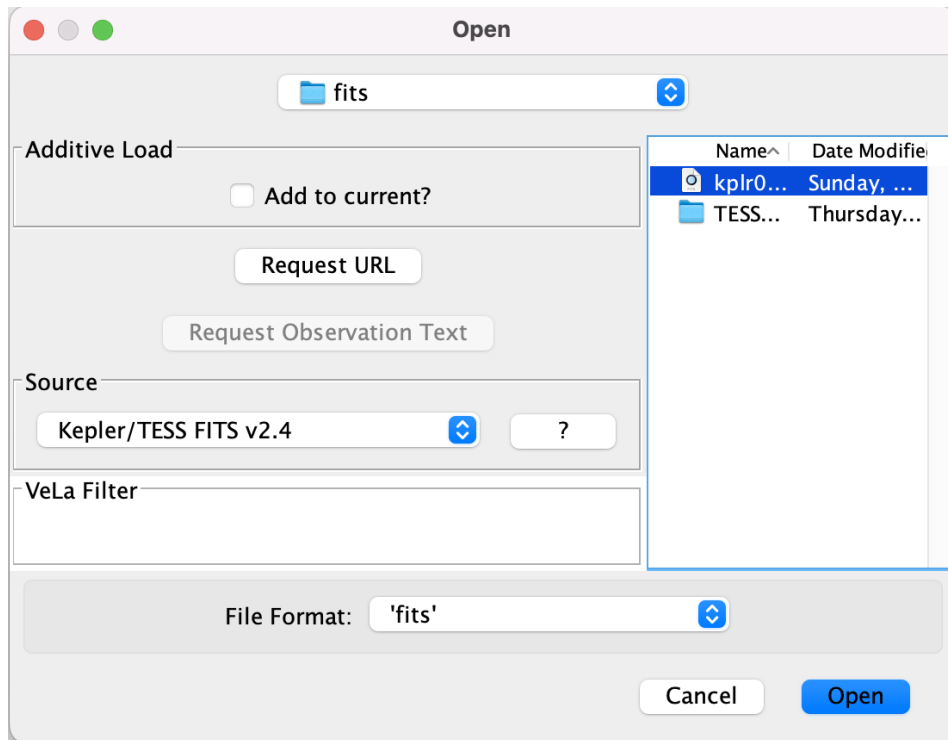 Open
fits
Additive Load
Add to current?
Request URL
Request Observation Text
Source
Kepler/TESS FITS v2.4
?
VeLa Filter
Name Date Modifie
kplr0... Sunday, ...
TESS... Thursday...
File Format: 'fits'
Cancel Open